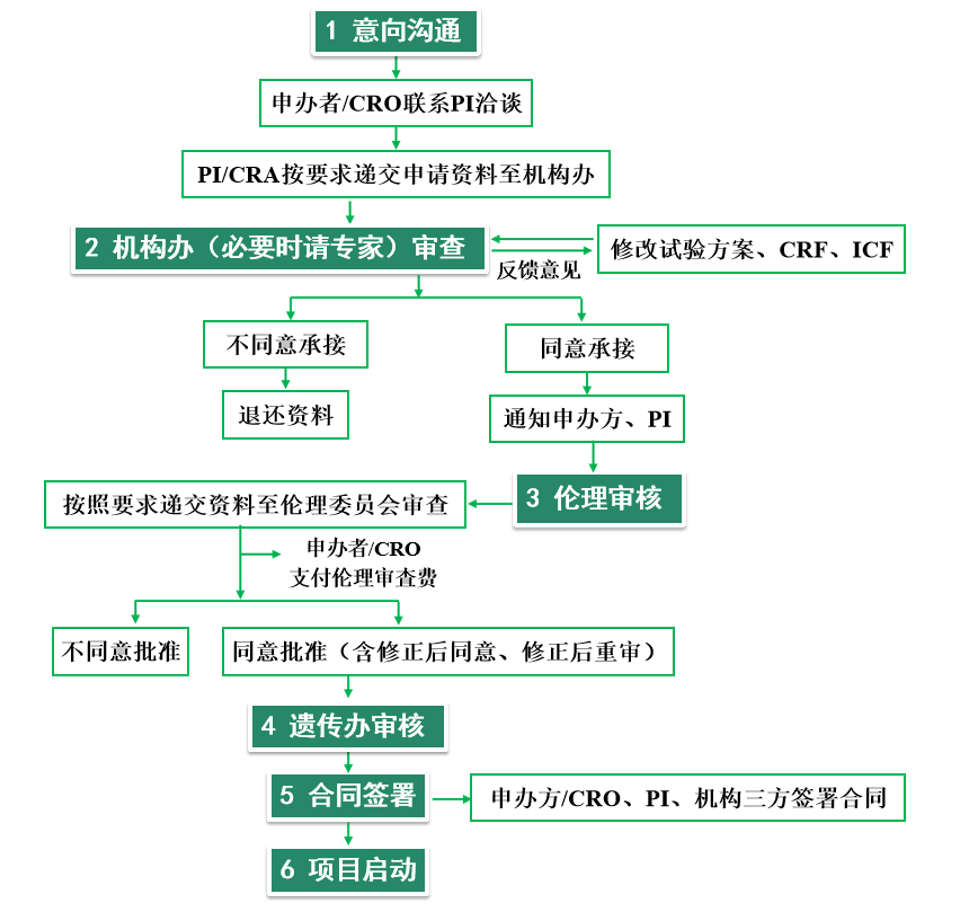 1 意向沟通
申办者/CRO联系PI洽谈
PI/CRA按要求递交申请资料至机构办
2 机构办（必要时请专家）审查
修改试验方案、CRF、ICF
反馈意见
不同意承接
同意承接
退还资料
通知申办方、PI
3 伦理审核
按照要求递交资料至伦理委员会审查
申办者/CRO
支付伦理审查费
不同意批准
同意批准（含修正后同意、修正后重审）
4 遗传办审核
5 合同签署
申办方/CRO、PI、机构三方签署合同
6 项目启动